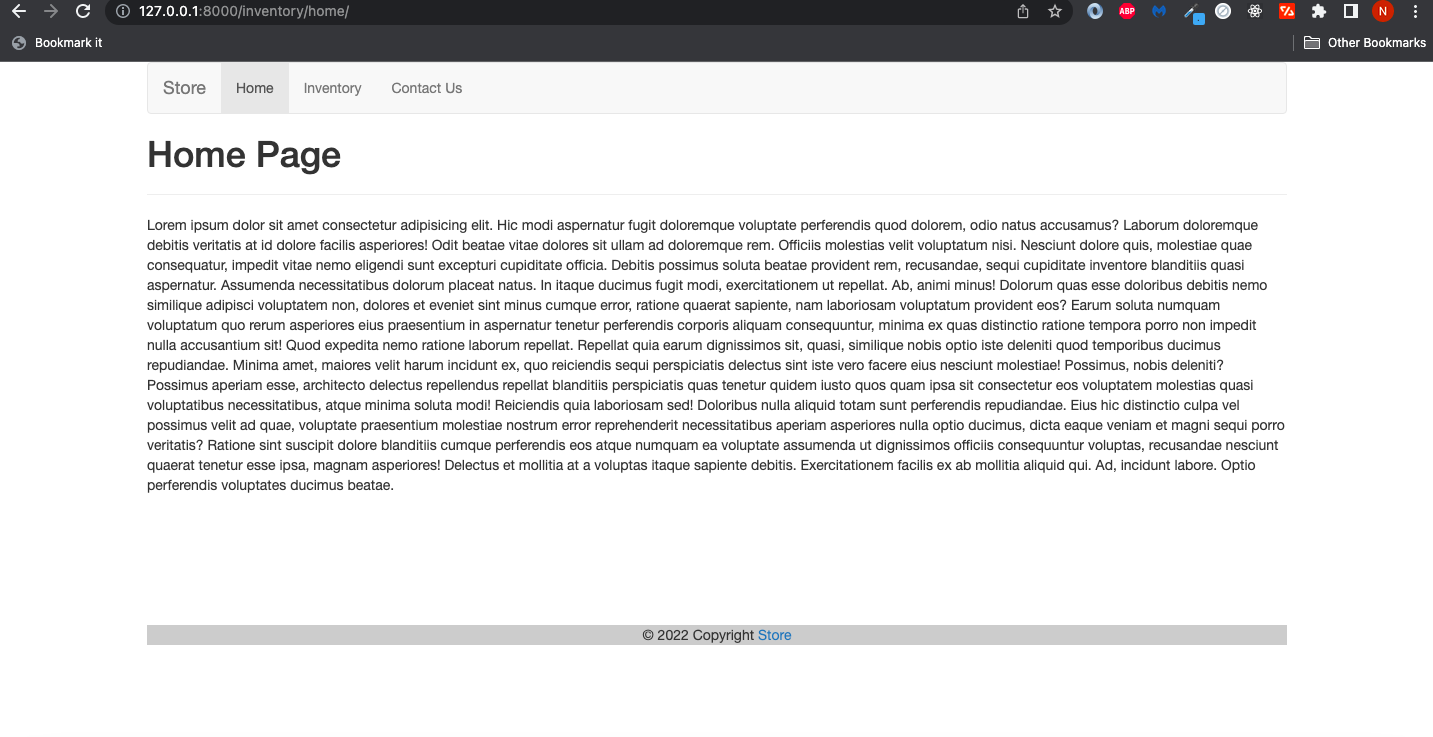 127.0.0.1:8000/inventory/home/
ABP
N
Bookmark it
Other Bookmarks
Store Home Inventory Contact Us
Home Page
Lorem ipsum dolor sit amet consectetur adipisicing elit. Hic modi aspernatur fugit doloremque voluptate perferendis quod dolorem, odio natus accusamus? Laborum doloremque
debitis veritatis at id dolore facilis asperiores! Odit beatae vitae dolores sit ullam ad doloremque rem. Officiis molestias velit voluptatum nisi. Nesciunt dolore quis, molestiae quae
consequatur, impedit vitae nemo eligendi sunt excepturi cupiditate officia. Debitis possimus soluta beatae provident rem, recusandae, sequi cupiditate inventore blanditiis quasi
aspernatur. Assumenda necessitatibus dolorum placeat natus. In itaque ducimus fugit modi, exercitationem ut repellat. Ab, animi minus! Dolorum quas esse doloribus debitis nemo
similique adipisci voluptatem non, dolores et eveniet sint minus cumque error, ratione quaerat sapiente, nam laboriosam voluptatum provident eos? Earum soluta numquam
voluptatum quo rerum asperiores eius praesentium in aspernatur tenetur perferendis corporis aliquam consequuntur, minima ex quas distinctio ratione tempora porro non impedit
nulla accusantium sit! Quod expedita nemo ratione laborum repellat. Repellat quia earum dignissimos sit, quasi, similique nobis optio iste deleniti quod temporibus ducimus
repudiandae. Minima amet, maiores velit harum incidunt ex, quo reiciendis sequi perspiciatis delectus sint iste vero facere eius nesciunt molestiae! Possimus, nobis deleniti?
Possimus aperiam esse, architecto delectus repellendus repellat blanditiis perspiciatis quas tenetur quidem iusto quos quam ipsa sit consectetur eos voluptatem molestias quasi
voluptatibus necessitatibus, atque minima soluta modi! Reiciendis quia laboriosam sed! Doloribus nulla aliquid totam sunt perferendis repudiandae. Eius hic distinctio culpa vel
possimus velit ad quae, voluptate praesentium molestiae nostrum error reprehenderit necessitatibus aperiam asperiores nulla optio ducimus, dicta eaque veniam et magni sequi porro
veritatis? Ratione sint suscipit dolore blanditiis cumque perferendis eos atque numquam ea voluptate assumenda ut dignissimos officiis consequuntur voluptas, recusandae nesciunt
quaerat tenetur esse ipsa, magnam asperiores! Delectus et mollitia at a voluptas itaque sapiente debitis. Exercitationem facilis ex ab mollitia aliquid qui. Ad, incidunt labore. Optio
perferendis voluptates ducimus beatae.
© 2022 Copyright Store